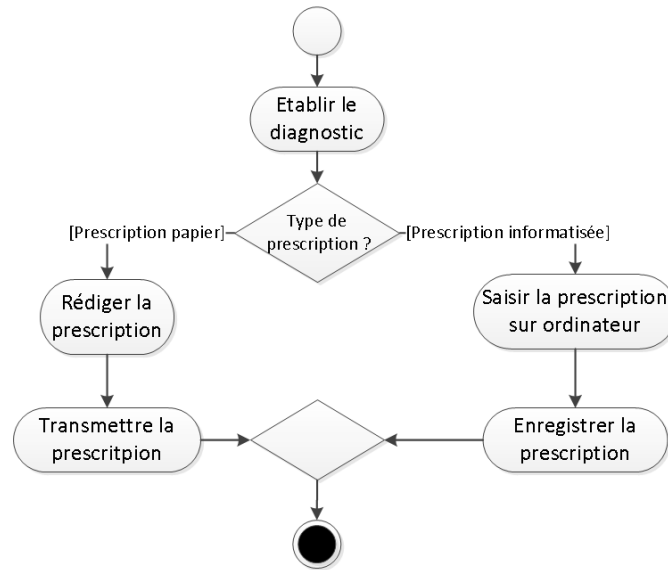 Etablir le
diagnostic
Type de
prescription ?
[Prescription papier]
[Prescription informatisée]
Rédiger la
prescription
Saisir la prescription
sur ordinateur
Transmettre la
prescritpion
Enregistrer la
prescription